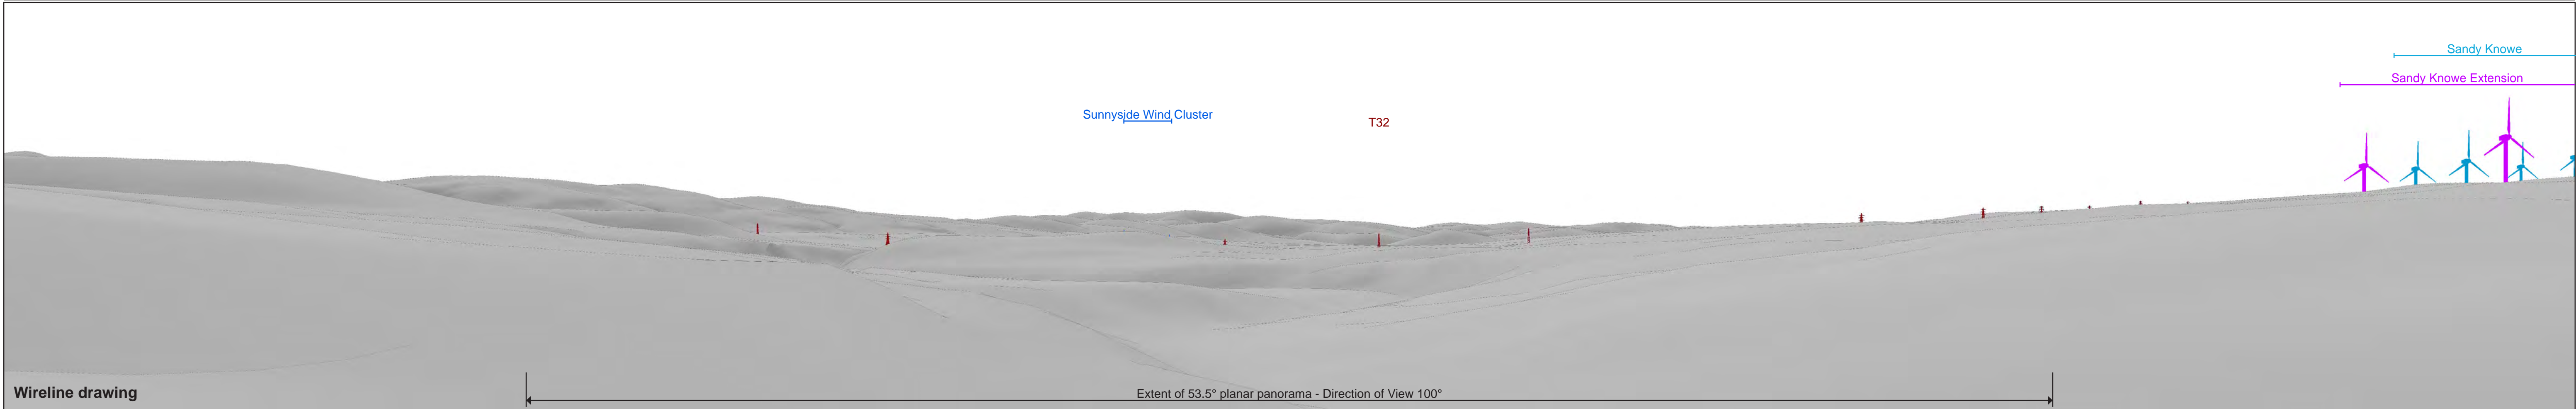 Sandy Knowe
Sandy Knowe Extension
Sunnyside Wind Cluster
T32
Wireline drawing
Extent of 53.5° planar panorama - Direction of View 100°